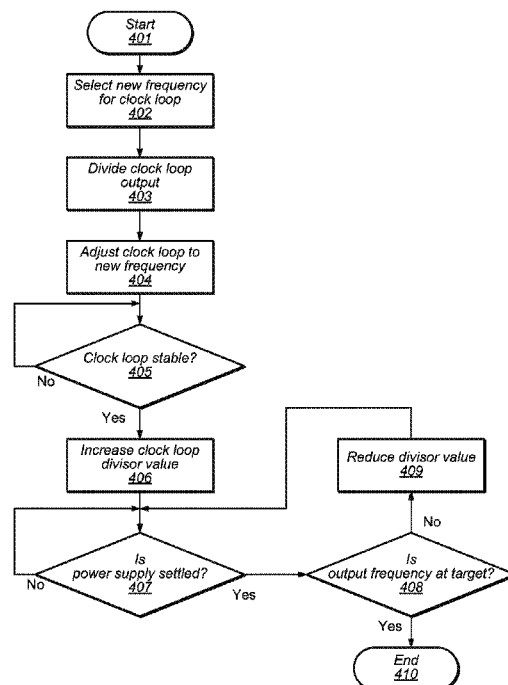 Start
401
Select new frequency
for clock loop
402
Divide clock loop
output
403
Adjust clock loop to
new frequency
404
Clock loop stable?
405
No
Yes
Increase clock loop
divisor value
406
Reduce divisor value
409
No
Is
power supply settled?
407
No
Yes
Is
output frequency at target?
408
Yes
End
410